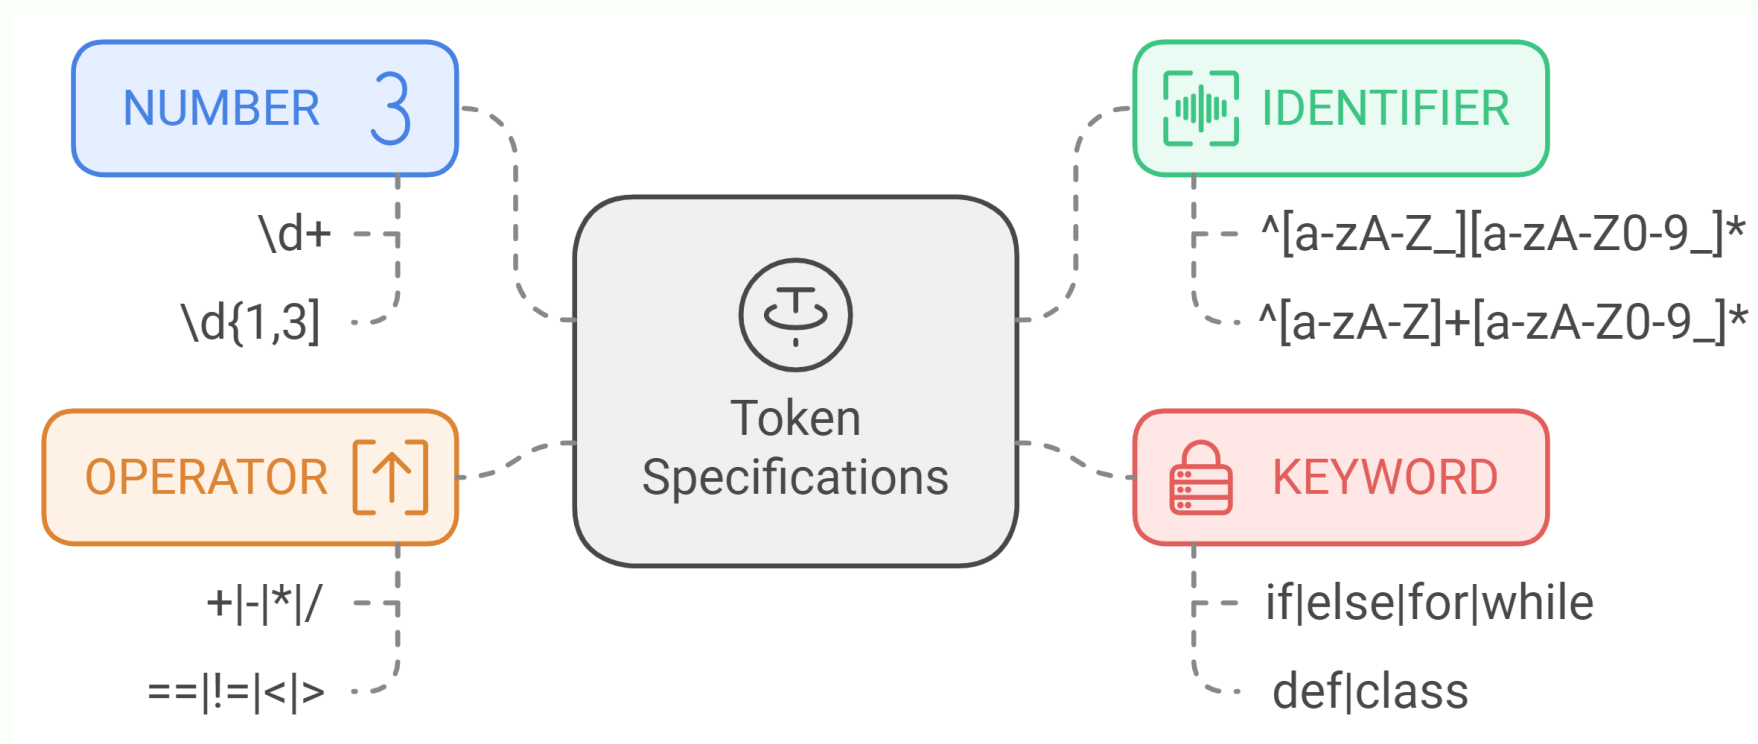 NUMBER 3
\d+
\d{1,3]
OPERATOR
+|-|*|/
==|!=|<|>
Token
Specifications
IDENTIFIER
^[a-zA-Z_][a-zA-Z0-9_]*
^[a-zA-Z]+[a-zA-Z0-9_]*
KEYWORD
if|else|for|while
def|class